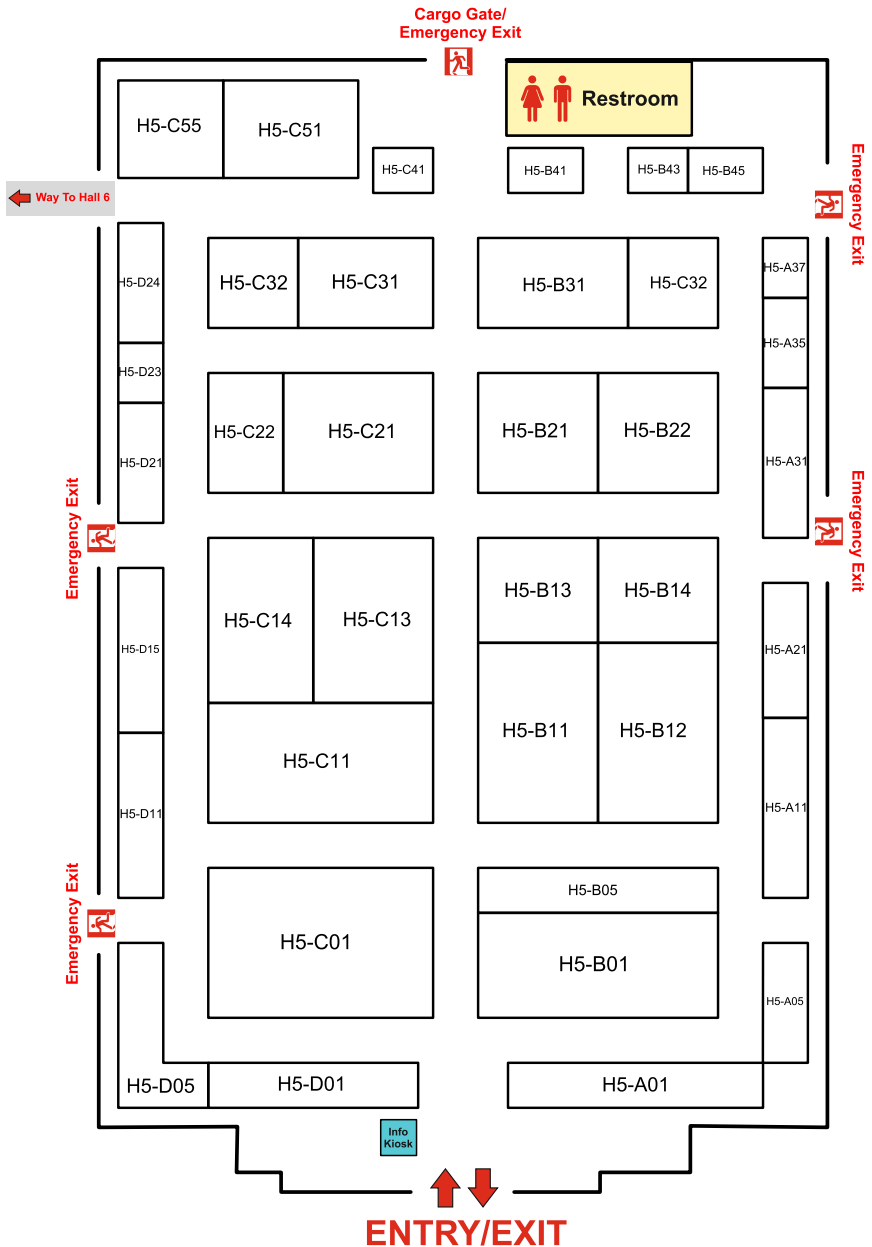 Cargo Gate/
Emergency Exit
Restroom
H5-C55
H5-C51
H5-C41
H5-B41
H5-B43
H5-B45
Emergency Exit
Way To Hall 6
H5-D24
H5-C32
H5-C31
H5-B31
H5-C32
H5-A37
H5-A35
H5-D23
H5-D21
H5-C22
H5-C21
H5-B21
H5-B22
H5-A31
Emergency Exit
Emergency Exit
H5-C14
H5-C13
H5-B13
H5-B14
H5-D15
H5-A21
H5-C11
H5-B11
H5-B12
H5-D11
H5-A11
Emergency Exit
H5-C01
H5-B05
H5-B01
H5-A05
H5-D05
H5-D01
H5-A01
Info
Kiosk
ENTRY/EXIT